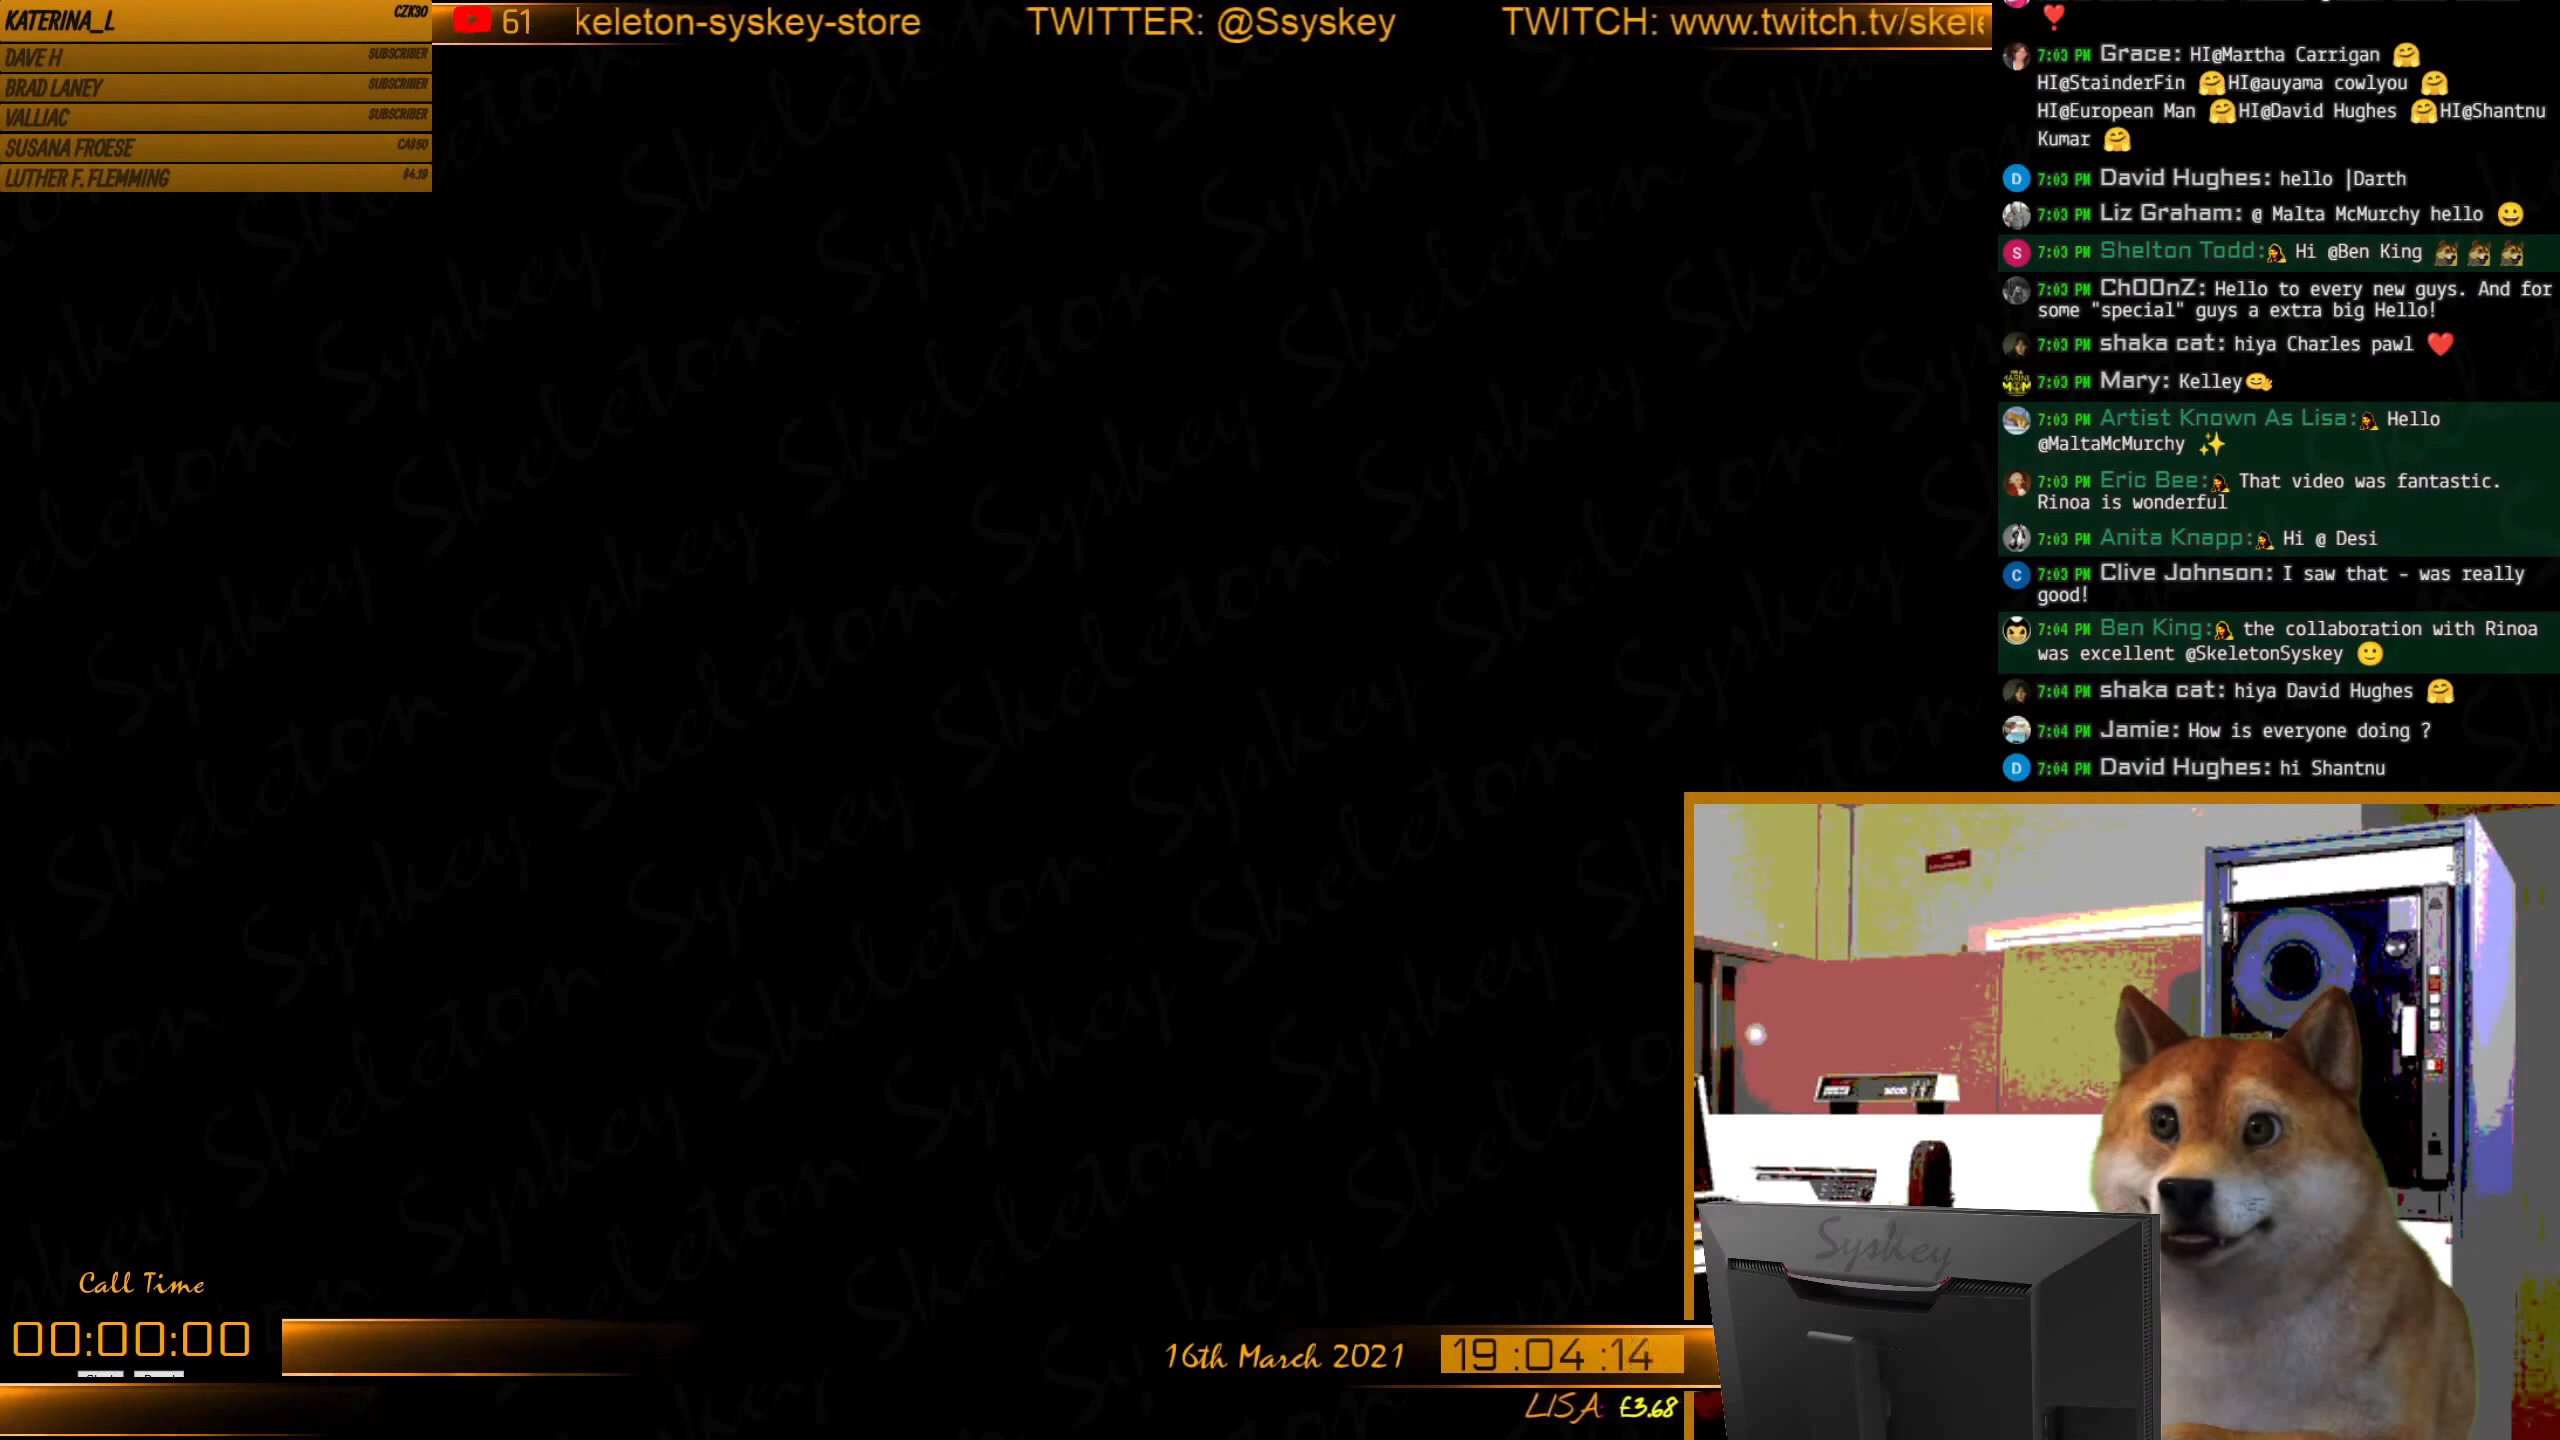 KATERINA_L CZK30
DAVE H SUBSCRIBER
BRAD LANEY SUBSCRIBER
VALLIAC SUBSCRIBER
SUSANA FROESE CA$50
LUTHER F. FLEMMING $4.19
61 keleton-syskey-store TWITTER: @Ssyskey TWITCH: www.twitch.tv/skele
7:03 PM Grace: HI@Martha Carrigan 🤗
HI@StainderFin 🤗HI@auyama cowlyou 🤗
HI@European Man 🤗HI@David Hughes 🤗HI@Shantnu
Kumar 🤗
D 7:03 PM David Hughes: hello |Darth
7:03 PM Liz Graham: @ Malta McMurchy hello 😀
S 7:03 PM Shelton Todd: Hi @Ben King
7:03 PM Ch00nZ: Hello to every new guys. And for
some "special" guys a extra big Hello!
7:03 PM shaka cat: hiya Charles pawl ❤️
7:03 PM Mary: Kelley
7:03 PM Artist Known As Lisa: Hello
@MaltaMcMurchy ✨
7:03 PM Eric Bee: That video was fantastic.
Rinoa is wonderful
7:03 PM Anita Knapp: Hi @ Desi
C 7:03 PM Clive Johnson: I saw that - was really
good!
7:04 PM Ben King: the collaboration with Rinoa
was excellent @SkeletonSyskey 🙂
7:04 PM shaka cat: hiya David Hughes 🤗
7:04 PM Jamie: How is everyone doing ?
D 7:04 PM David Hughes: hi Shantnu
Syskey
Call Time
00:00:00
16th March 2021 19:04:14
LISA: £3.68